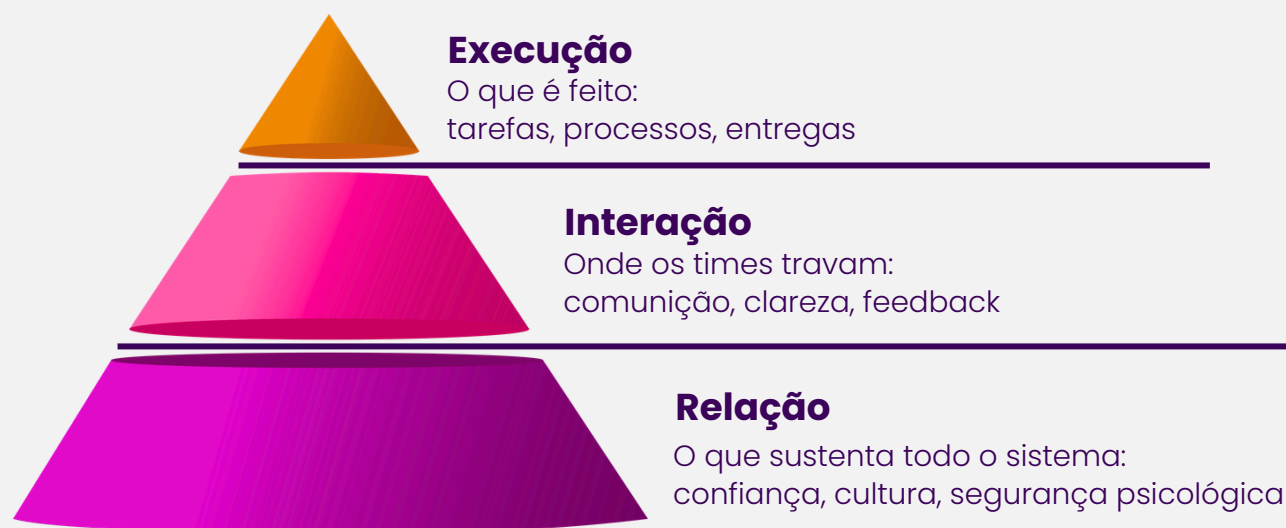 Execução
O que é feito:
tarefas, processos, entregas
Interação
Onde os times travam:
comunição, clareza, feedback
Relação
O que sustenta todo o sistema:
confiança, cultura, segurança psicológica